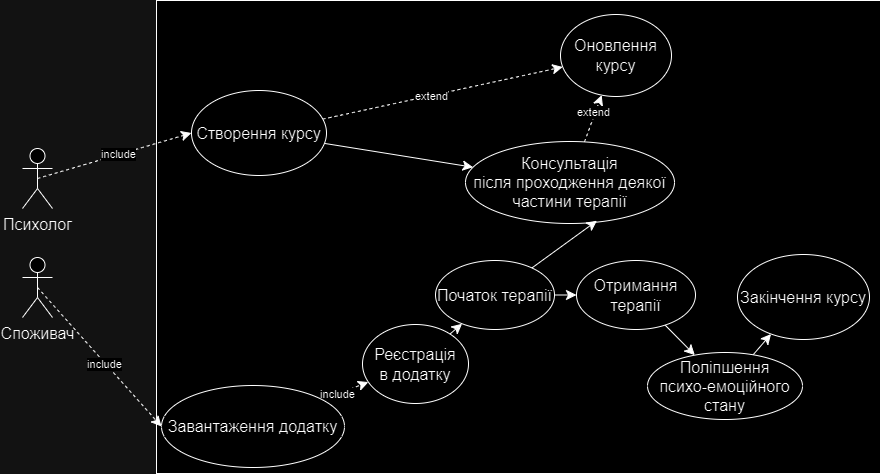 Оновлення
курсу
extend
Створення курсу
include
extend
Консультація
після проходження деякої
частини терапії
Психолог
Споживач
include
Початок терапії
Отримання
терапії
Закінчення курсу
Реєстрація
в додатку
include
Поліпшення
психо-емоційного
стану
Завантаження додатку